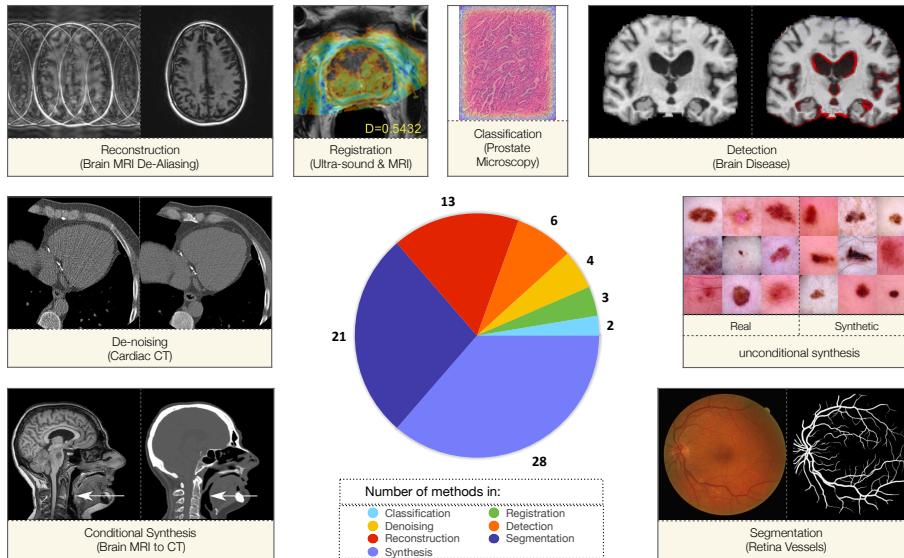 D=0.5432
Reconstruction
(Brain MRI De-Aliasing)
Registration
(Ultra-sound & MRI)
Classification
(Prostate
Microscopy)
Detection
(Brain Disease)
13
6
4
3
2
21
28
De-noising
(Cardiac CT)
Real
Synthetic
unconditional synthesis
Conditional Synthesis
(Brain MRI to CT)
Number of methods in:
Classification
Registration
Denoising
Detection
Reconstruction
Segmentation
Synthesis
Segmentation
(Retina Vessels)